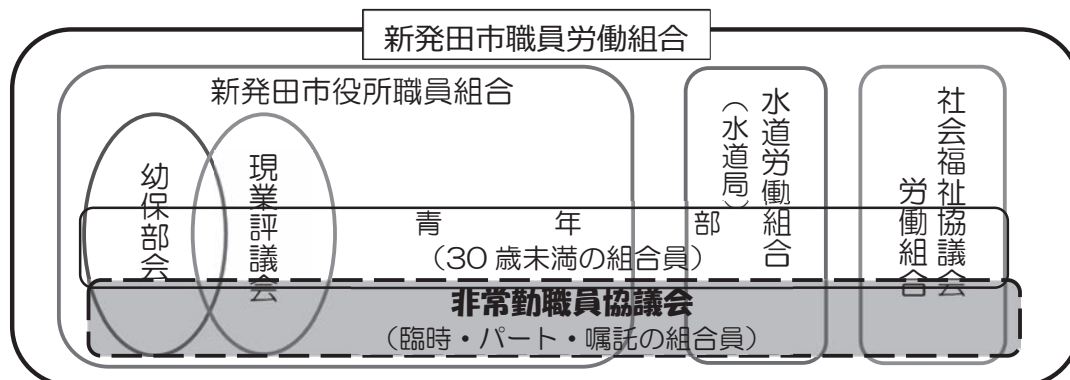 新発田市職員労働組合
新発田市役所職員組合
幼保部会
現業評議会
水道労働組合
（水道局）
社会福祉協議会
労働組合
青年部
（30歳未満の組合員）
非常勤職員協議会
（臨時・パート・嘱託の組合員）